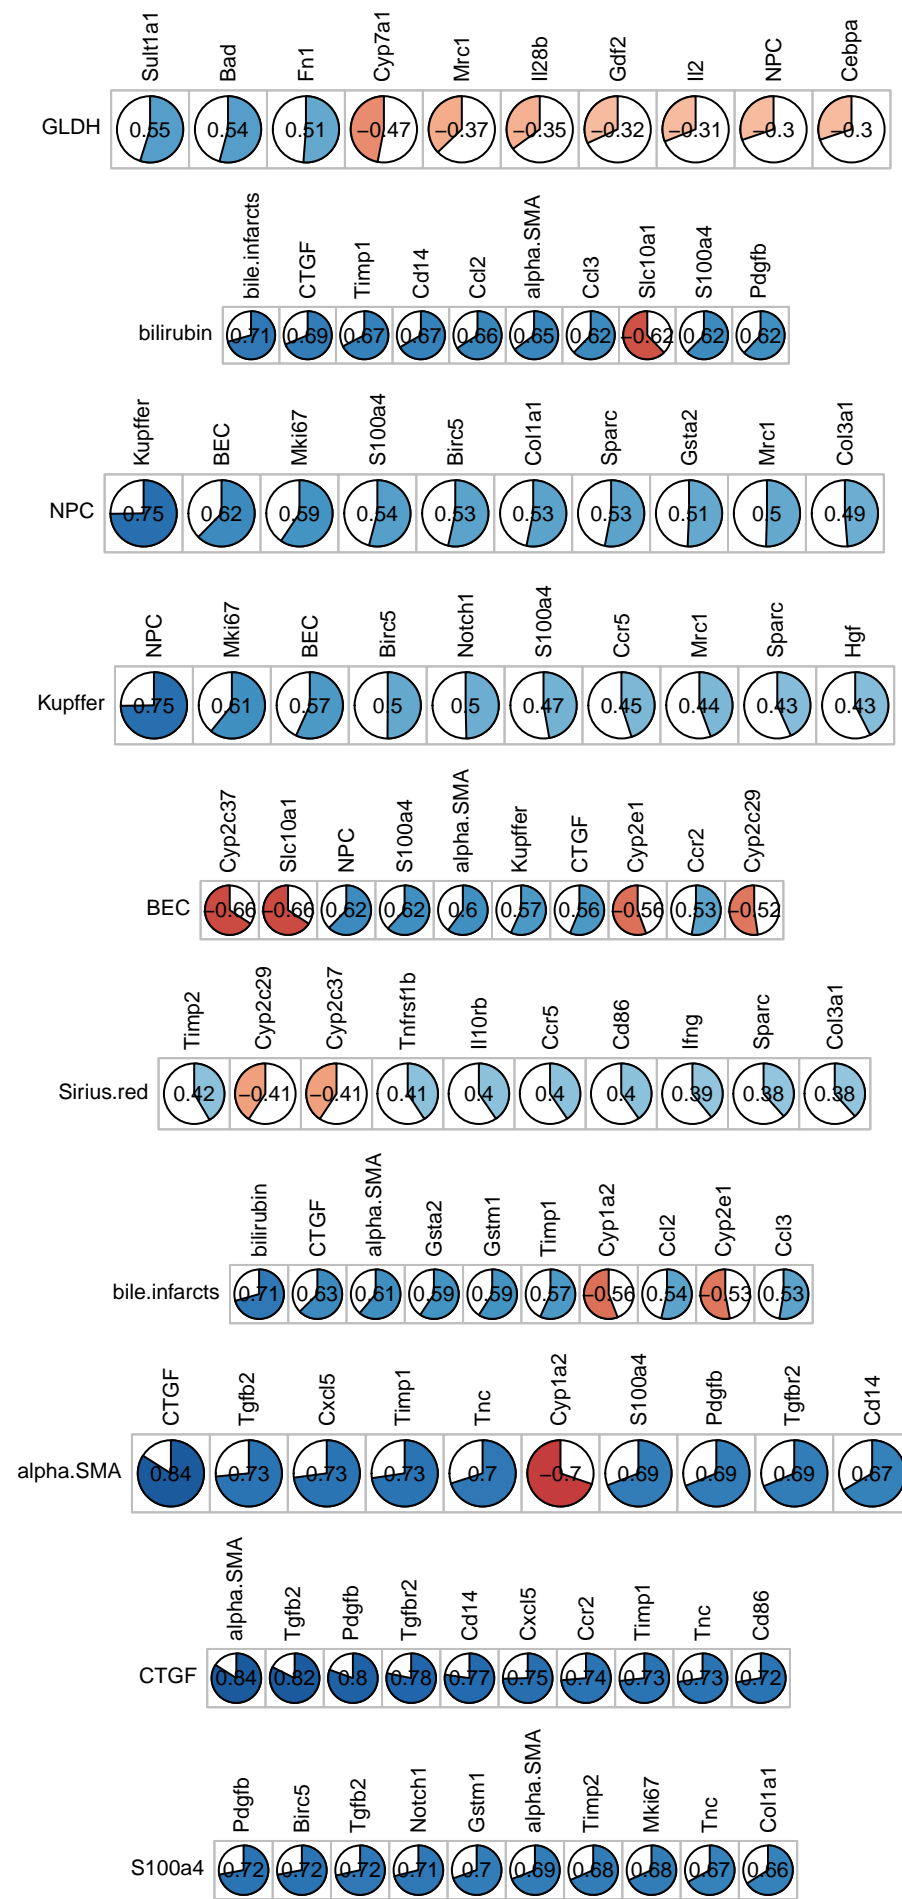 Sult1a1 Bad Fn1 Cyp7a1 Mrc1 Il28b Gdf2 Il2 NPC Cebpa
GLDH 0.55 0.54 0.51 −0.47 −0.37 −0.35 −0.32 −0.31 −0.3 −0.3
bile.infarcts CTGF Timp1 Cd14 Ccl2 alpha.SMA Ccl3 Slc10a1 S100a4 Pdgfb
bilirubin 0.71 0.69 0.67 0.67 0.66 0.65 0.62 −0.62 0.62 0.62
Kupffer BEC Mki67 S100a4 Birc5 Col1a1 Sparc Gsta2 Mrc1 Col3a1
NPC 0.75 0.62 0.59 0.54 0.53 0.53 0.53 0.51 0.5 0.49
NPC Mki67 BEC Birc5 Notch1 S100a4 Ccr5 Mrc1 Sparc Hgf
Kupffer 0.75 0.61 0.57 0.5 0.5 0.47 0.45 0.44 0.43 0.43
Cyp2c37 Slc10a1 NPC S100a4 alpha.SMA Kupffer CTGF Cyp2e1 Ccr2 Cyp2c29
BEC −0.66 −0.66 0.62 0.62 0.6 0.57 0.56 −0.56 0.53 −0.52
Timp2 Cyp2c29 Cyp2c37 Tnfrsf1b Il10rb Ccr5 Cd86 Ifng Sparc Col3a1
Sirius.red 0.42 −0.41 −0.41 0.41 0.4 0.4 0.4 0.39 0.38 0.38
bilirubin CTGF alpha.SMA Gsta2 Gstm1 Timp1 Cyp1a2 Ccl2 Cyp2e1 Ccl3
bile.infarcts 0.71 0.63 0.61 0.59 0.59 0.57 −0.56 0.54 −0.53 0.53
CTGF Tgfb2 Cxcl5 Timp1 Tnc Cyp1a2 S100a4 Pdgfb Tgfbr2 Cd14
alpha.SMA 0.84 0.73 0.73 0.73 0.7 −0.7 0.69 0.69 0.69 0.67
alpha.SMA Tgfb2 Pdgfb Tgfbr2 Cd14 Cxcl5 Ccr2 Timp1 Tnc Cd86
CTGF 0.84 0.82 0.8 0.78 0.77 0.75 0.74 0.73 0.73 0.72
Pdgfb Birc5 Tgfb2 Notch1 Gstm1 alpha.SMA Timp2 Mki67 Tnc Col1a1
S100a4 0.72 0.72 0.72 0.71 0.7 0.69 0.68 0.68 0.67 0.66